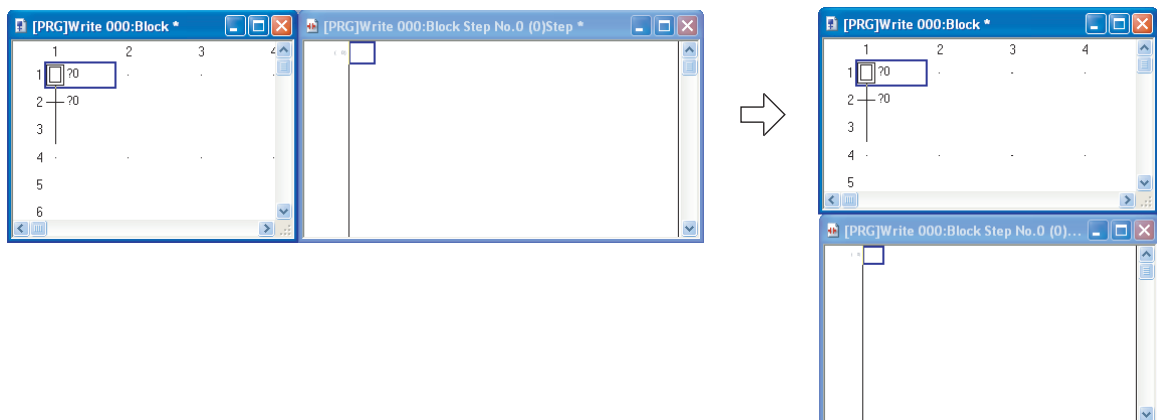 [PRG]Write 000:Block *
1 2 3 4
1 ?0
2 ?0
3
4
5
6
[PRG]Write 000:Block Step No.0 (0)Step *
[PRG]Write 000:Block *
1 2 3 4
1 ?0
2 ?0
3
4
5
[PRG]Write 000:Block Step No.0 (0)...